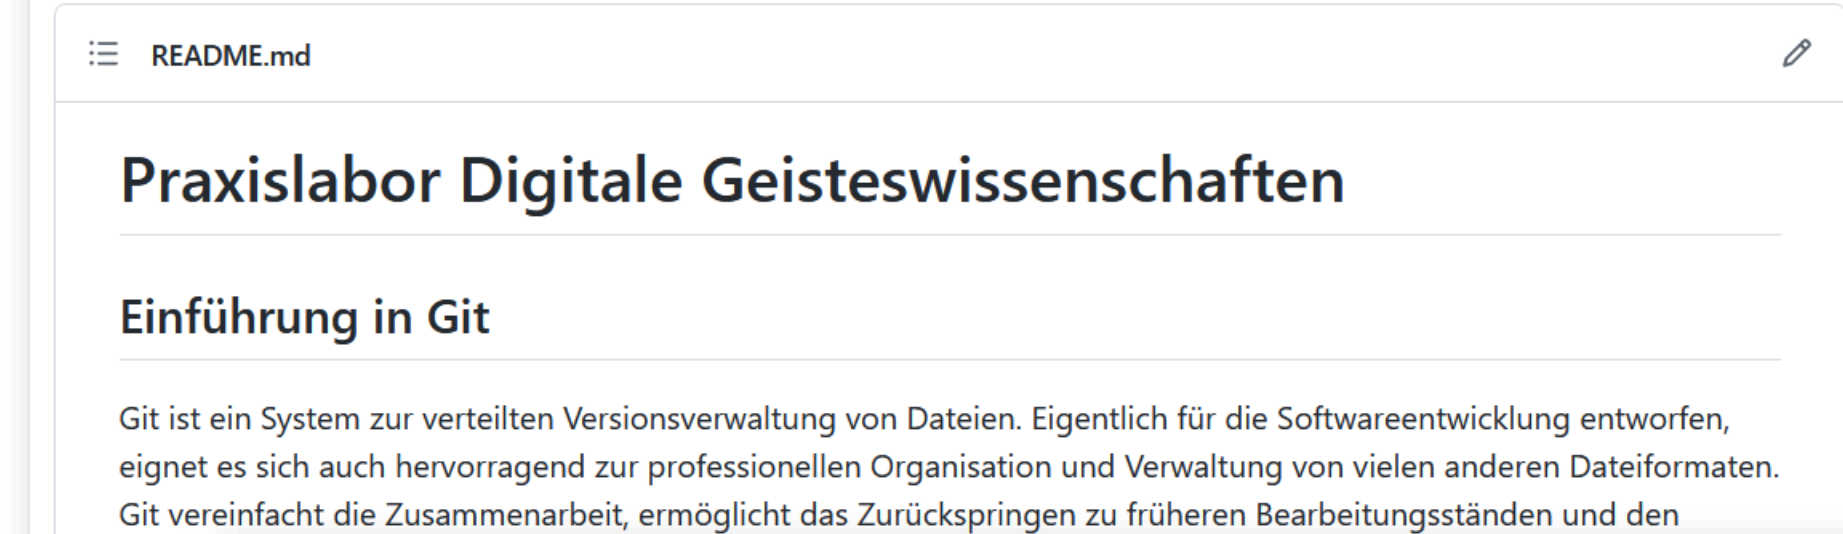 README.md
Praxislabor Digitale Geisteswissenschaften
Einführung in Git
Git ist ein System zur verteilten Versionsverwaltung von Dateien. Eigentlich für die Softwareentwicklung entworfen,
eignet es sich auch hervorragend zur professionellen Organisation und Verwaltung von vielen anderen Dateiformaten.
Git vereinfacht die Zusammenarbeit, ermöglicht das Zurückspringen zu früheren Bearbeitungsständen und den